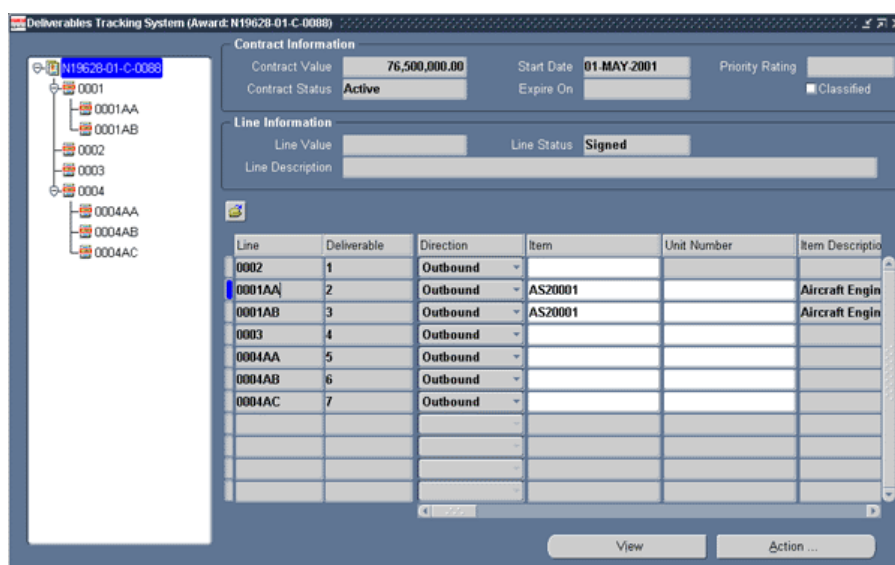 Deliverables Tracking System (Award: N19628-01-C-0088)
N19628-01-C-0088
0001
0001AA
0001AB
0002
0003
0004
0004AA
0004AB
0004AC
Contract Information
Contract Value 76,500,000.00 Start Date 01-MAY-2001 Priority Rating
Contract Status Active Expire On Classified
Line Information
Line Value Line Status Signed
Line Description
Line Deliverable Direction Item Unit Number Item Descriptio
0002 1 Outbound
0001AA 2 Outbound AS20001 Aircraft Engin
0001AB 3 Outbound AS20001 Aircraft Engin
0003 4 Outbound
0004AA 5 Outbound
0004AB 6 Outbound
0004AC 7 Outbound
View Action ...